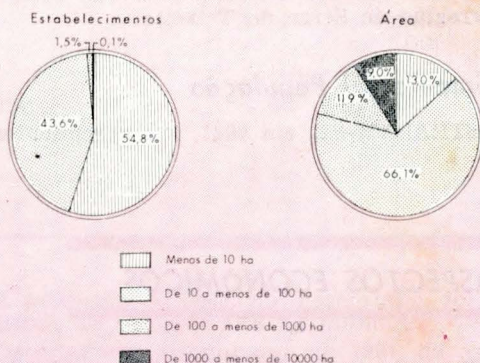 Estabelecimentos
Área
1,5%
0,1%
43,6%
54,8%
9,0%
13,0%
11,9%
66,1%
Menos de 10 ha
De 10 a menos de 100 ha
De 100 a menos de 1000 ha
De 1000 a menos de 10000 ha